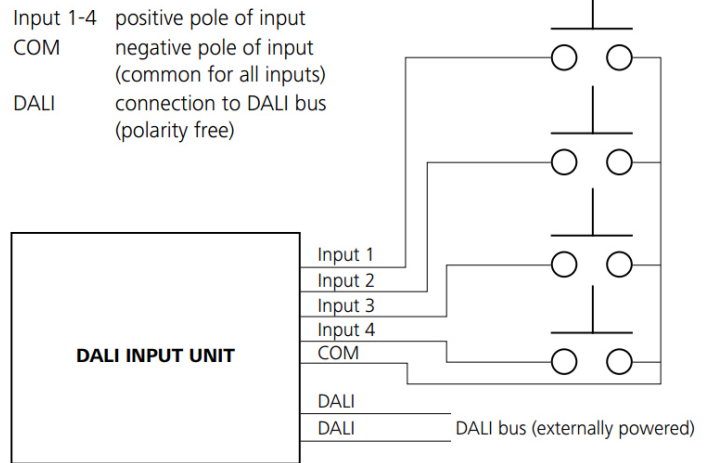 Input 1-4 positive pole of input
COM negative pole of input
(common for all inputs)
DALI connection to DALI bus
(polarity free)
Input 1
Input 2
Input 3
Input 4
COM
DALI INPUT UNIT
DALI
DALI DALI bus (externally powered)